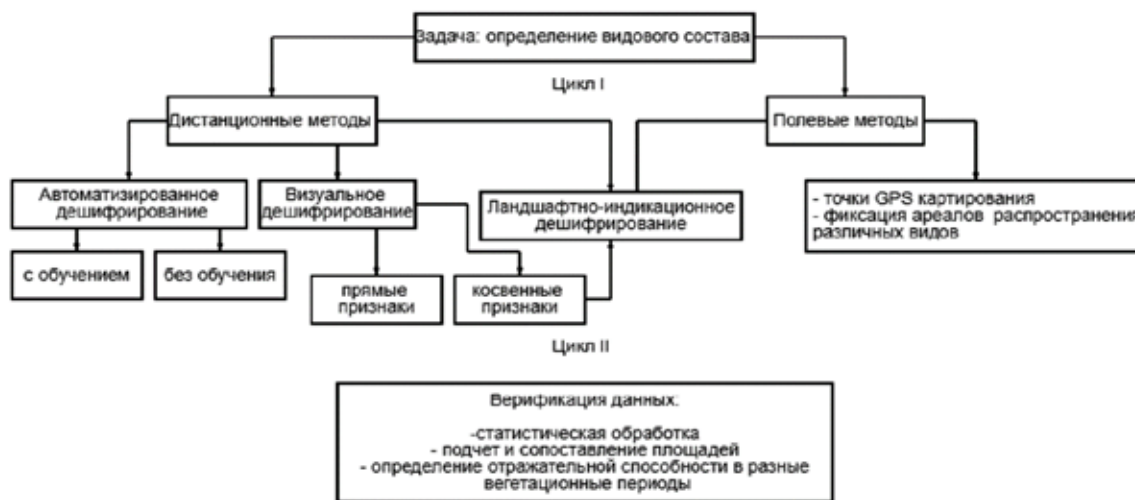 Задача: определение видового состава
Цикл I
Дистанционные методы
Полевые методы
Автоматизированное
дешифрирование
Визуальное
дешифрирование
Ландшафтно-индикационное
дешифрирование
- точки GPS картирования
- фиксация ареалов распространения
различных видов
с обучением
без обучения
прямые
признаки
косвенные
признаки
Цикл II
Верификация данных:
-статистическая обработка
- подчет и сопоставление площадей
- определение отражательной способности в разные
вегетационные периоды